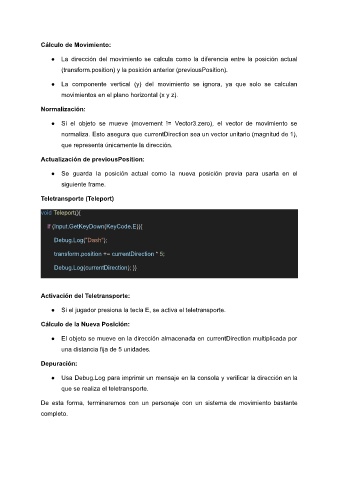 Cálculo de Movimiento:
● La dirección del movimiento se calcula como la diferencia entre la posición actual
(transform.position) y la posición anterior (previousPosition).
● La componente vertical (y) del movimiento se ignora, ya que solo se calculan
movimientos en el plano horizontal (x y z).
Normalización:
● Si el objeto se mueve (movement != Vector3.zero), el vector de movimiento se
normaliza. Esto asegura que currentDirection sea un vector unitario (magnitud de 1),
que representa únicamente la dirección.
Actualización de previousPosition:
● Se guarda la posición actual como la nueva posición previa para usarla en el
siguiente frame.
Teletransporte (Teleport)
void Teleport(){
if (Input.GetKeyDown(KeyCode.E)){
Debug.Log("Dash");
transform.position += currentDirection * 5;
Debug.Log(currentDirection); }}
Activación del Teletransporte:
● Si el jugador presiona la tecla E, se activa el teletransporte.
Cálculo de la Nueva Posición:
● El objeto se mueve en la dirección almacenada en currentDirection multiplicada por
una distancia fija de 5 unidades.
Depuración:
● Usa Debug.Log para imprimir un mensaje en la consola y verificar la dirección en la
que se realiza el teletransporte.
De esta forma, terminaremos con un personaje con un sistema de movimiento bastante
completo.